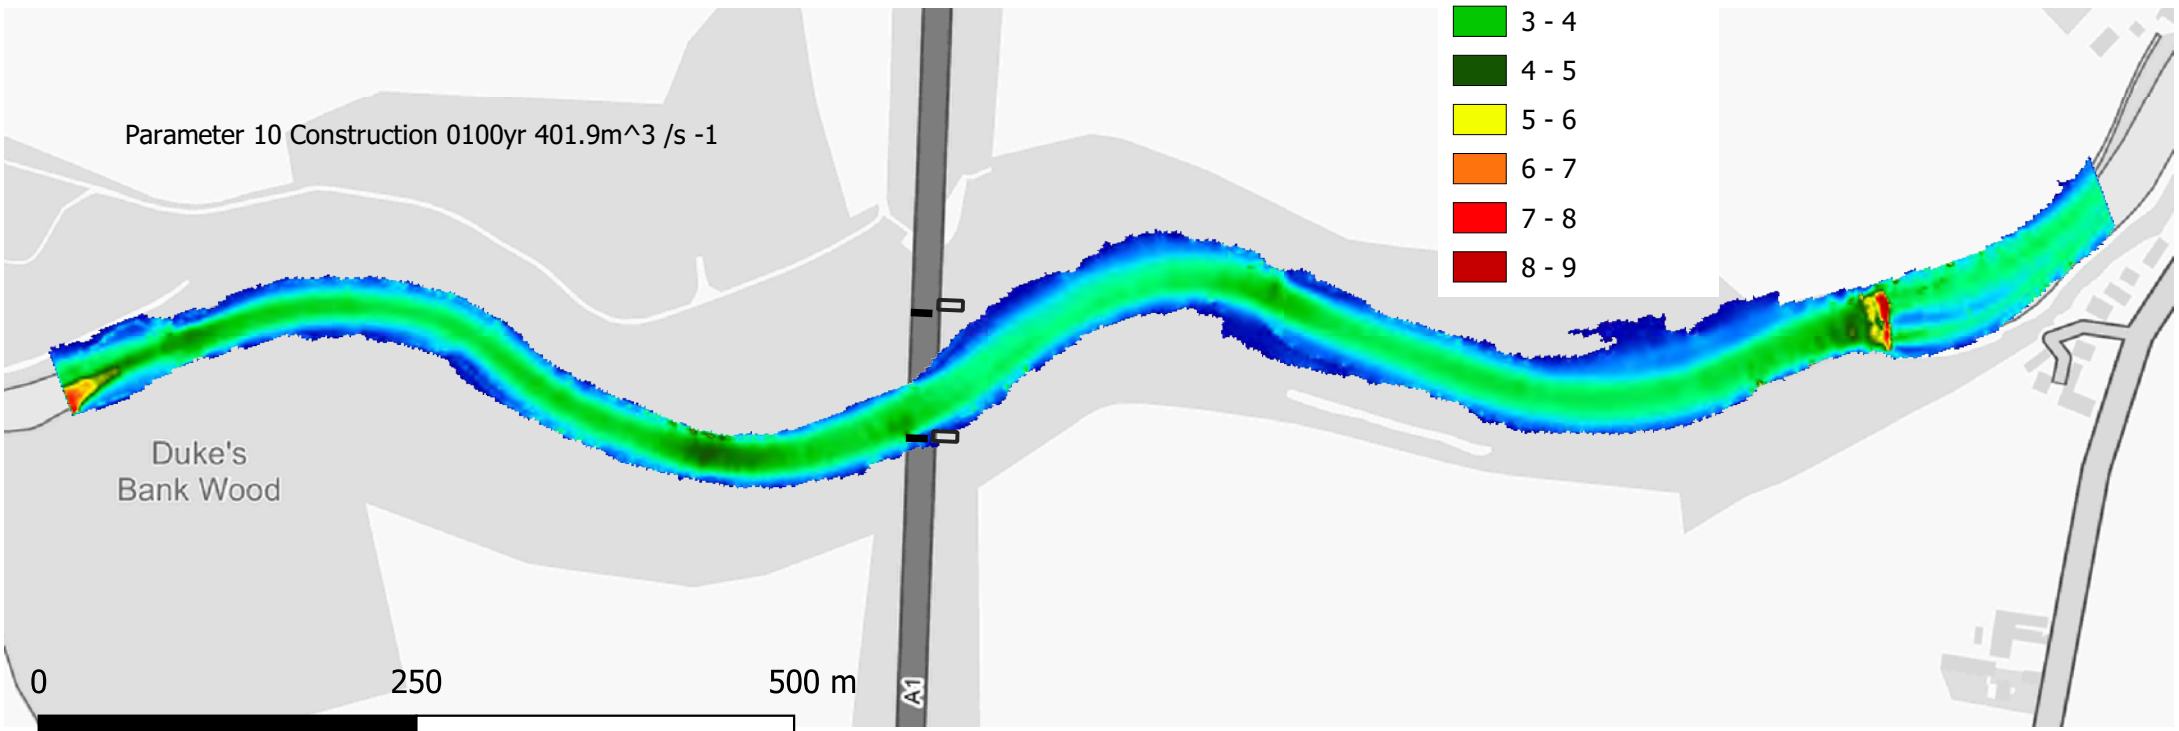 3 - 4
4 - 5
5 - 6
Parameter 10 Construction 0100yr 401.9m^3 /s -1
6 - 7
7 - 8
8 - 9
Duke's
Bank Wood
0 250 500 m
A1